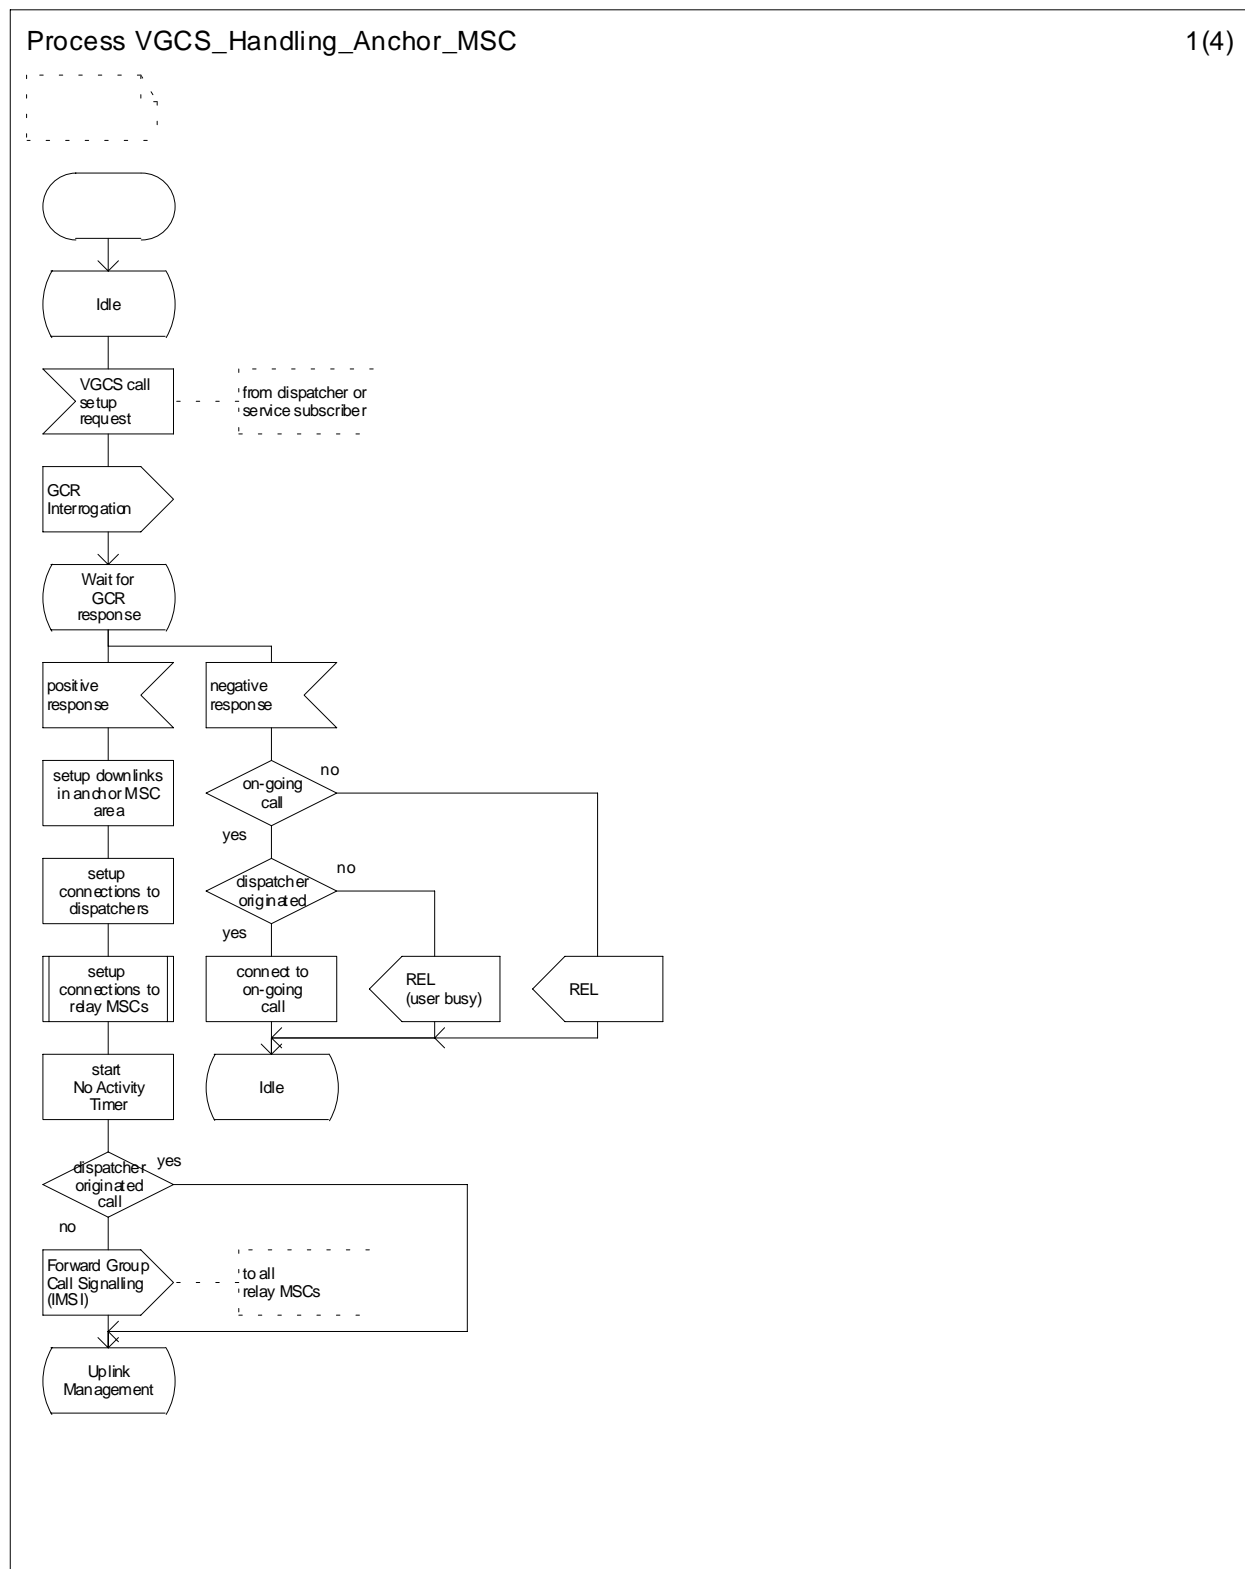 Process VGCS_Handling_Anchor_MSC
1(4)
Idle
VGCS call
setup
request
from dispatcher or
service subscriber
GCR
Interrogation
Wait for
GCR
response
positive
response
negative
response
setup downlinks
in anchor MSC
area
on-going
call
no
yes
setup
connections to
dispatchers
dispatcher
originated
no
yes
setup
connections to
relay MSCs
connect to
on-going
call
REL
(user busy)
REL
start
No Activity
Timer
Idle
dispatcher
originated
call
yes
no
Forward Group
Call Signalling
(IMSI)
to all
relay MSCs
Uplink
Management